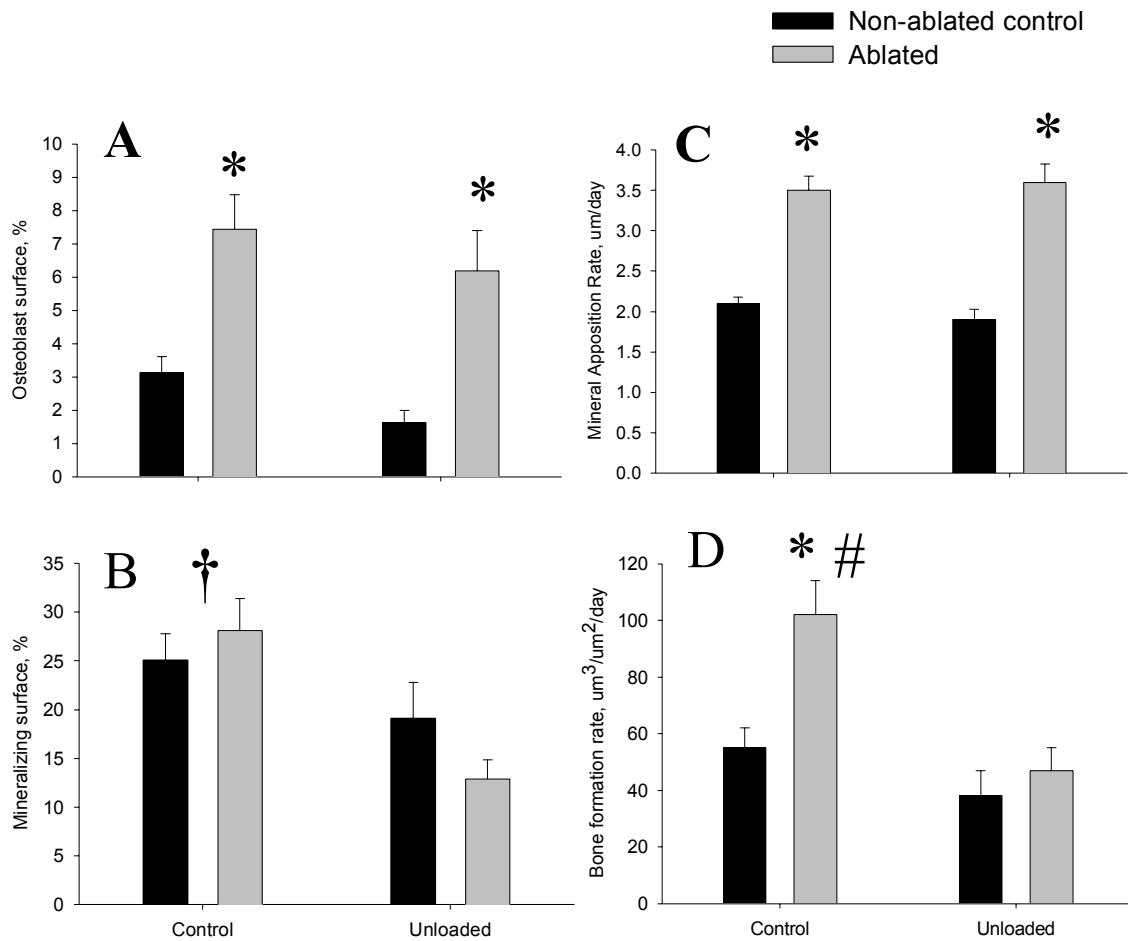 Non-ablated control
Ablated
A
*
*
Osteoblast surface, %
10
9
8
7
6
5
4
3
2
1
0
C
*
*
Mineral Apposition Rate, um/day
4.0
3.5
3.0
2.5
2.0
1.5
1.0
0.5
0.0
B
†
Mineralizing surface, %
35
30
25
20
15
10
5
0
Control
Unloaded
D
* #
Bone formation rate, um³/um²/day
120
100
80
60
40
20
0
Control
Unloaded